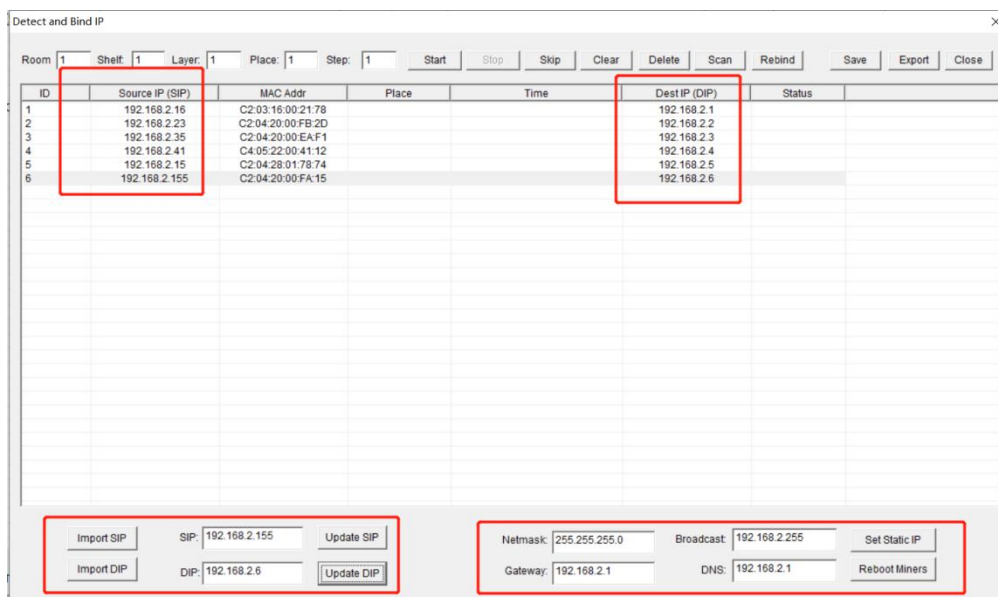 Detect and Bind IP
Room 1 Shelf: 1 Layer: 1 Place: 1 Step: 1 Start Stop Skip Clear Delete Scan Rebind Save Export Close
ID Source IP (SIP) MAC Addr Place Time Dest IP (DIP) Status
1 192.168.2.16 C2:03:16:00:21:78 192.168.2.1
2 192.168.2.23 C2:04:20:00:FB:2D 192.168.2.2
3 192.168.2.35 C2:04:20:00:EA:F1 192.168.2.3
4 192.168.2.41 C4:05:22:00:41:12 192.168.2.4
5 192.168.2.15 C2:04:28:01:78:74 192.168.2.5
6 192.168.2.155 C2:04:20:00:FA:15 192.168.2.6
Import SIP SIP: 192.168.2.155 Update SIP Netmask: 255.255.255.0 Broadcast: 192.168.2.255 Set Static IP
Import DIP DIP: 192.168.2.6 Update DIP Gateway: 192.168.2.1 DNS: 192.168.2.1 Reboot Miners